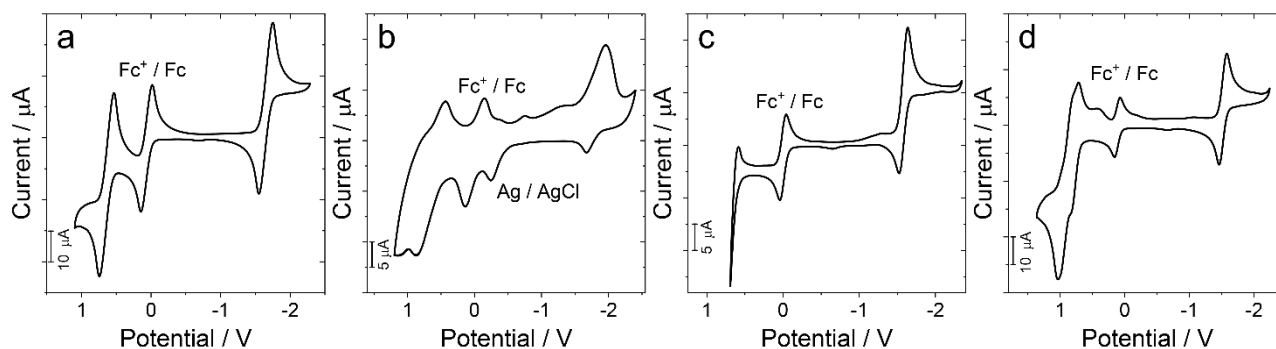 a
Fc⁺ / Fc
Current / μA
10 μA
1 0 -1 -2
Potential / V
b
Fc⁺ / Fc
Ag / AgCl
Current / μA
5 μA
1 0 -1 -2
Potential / V
c
Fc⁺ / Fc
Current / μA
5 μA
1 0 -1 -2
Potential / V
d
Fc⁺ / Fc
Current / μA
10 μA
1 0 -1 -2
Potential / V